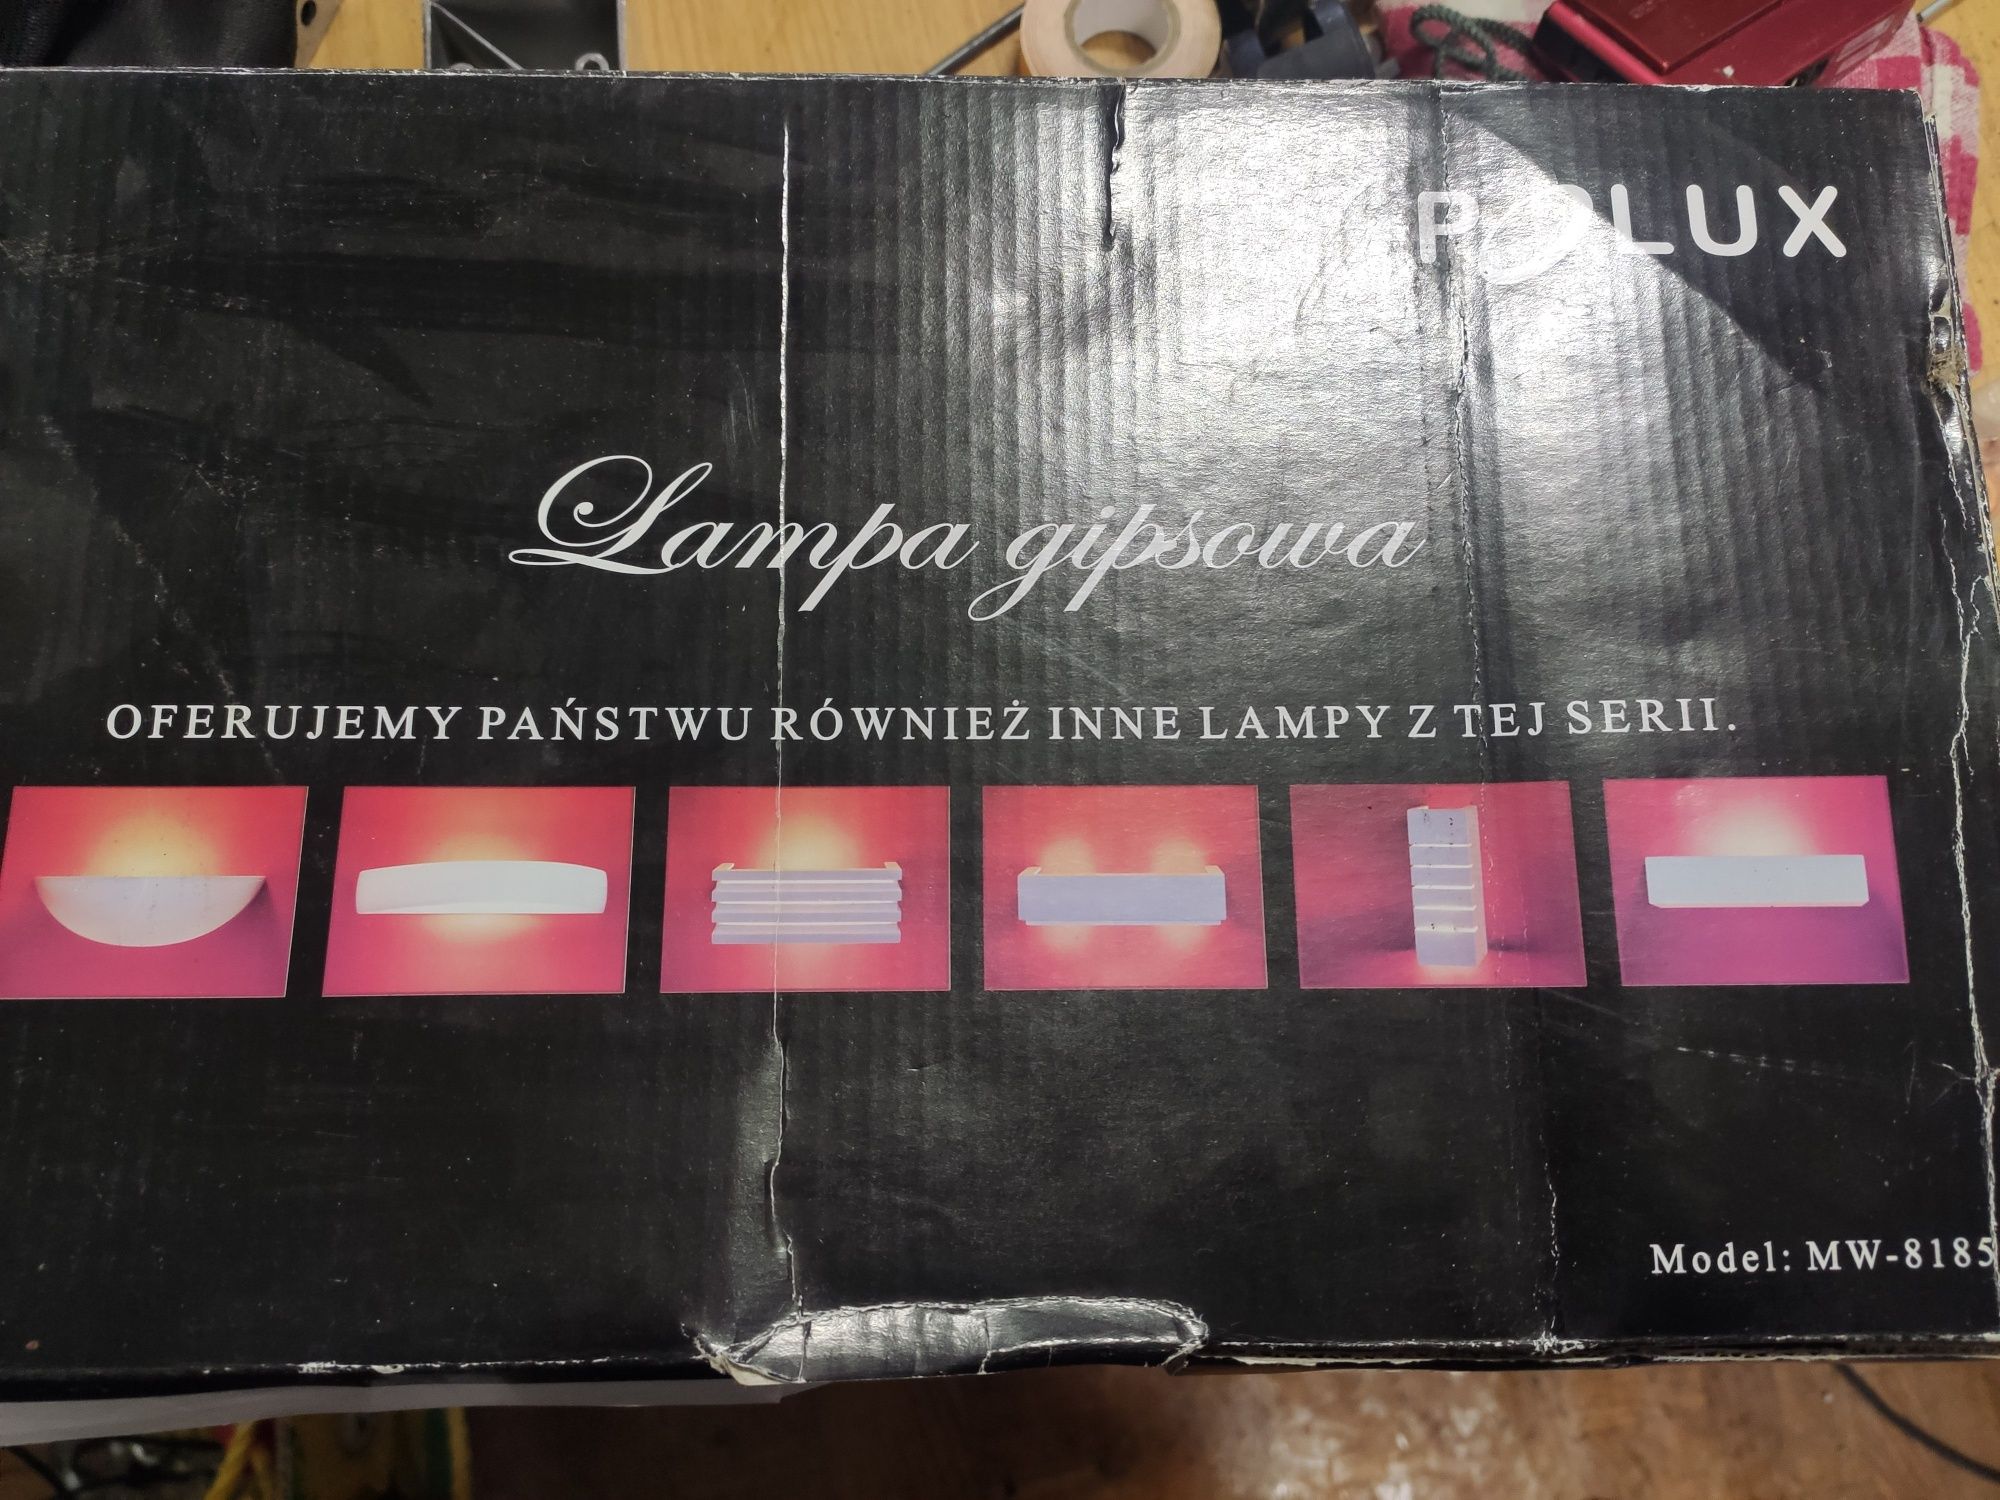 POLUX
Lampa gipsowa
OFERUJEMY PAŃSTWU RÓWNIEŻ INNE LAMPY Z TEJ SERII.
Model: MW-8185